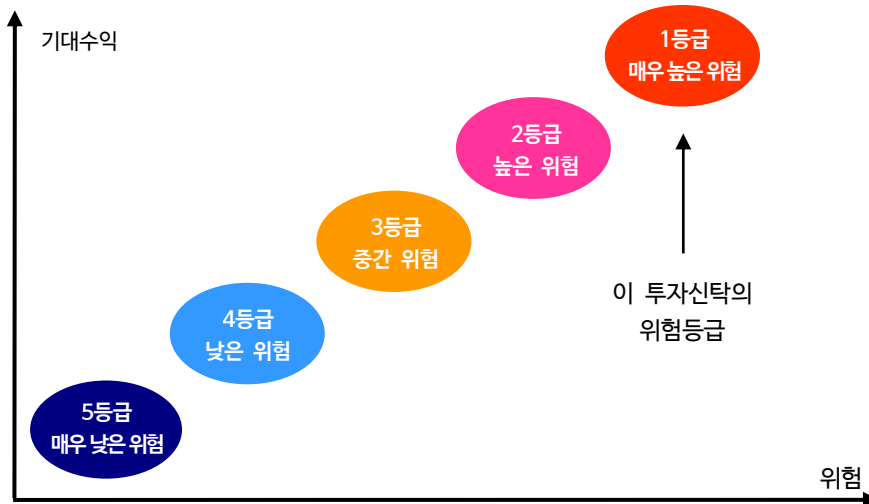 기대수익
1등급
매우 높은 위험
2등급
높은 위험
3등급
중간 위험
이 투자신탁의
위험등급
4등급
낮은 위험
5등급
매우 낮은 위험
위험